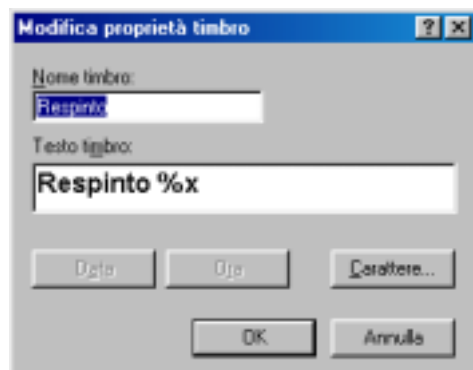 Modifica proprietà timbro
Nome timbro:
Respinto
Testo timbro:
Respinto %x
Data Ora Carattere...
OK Annulla